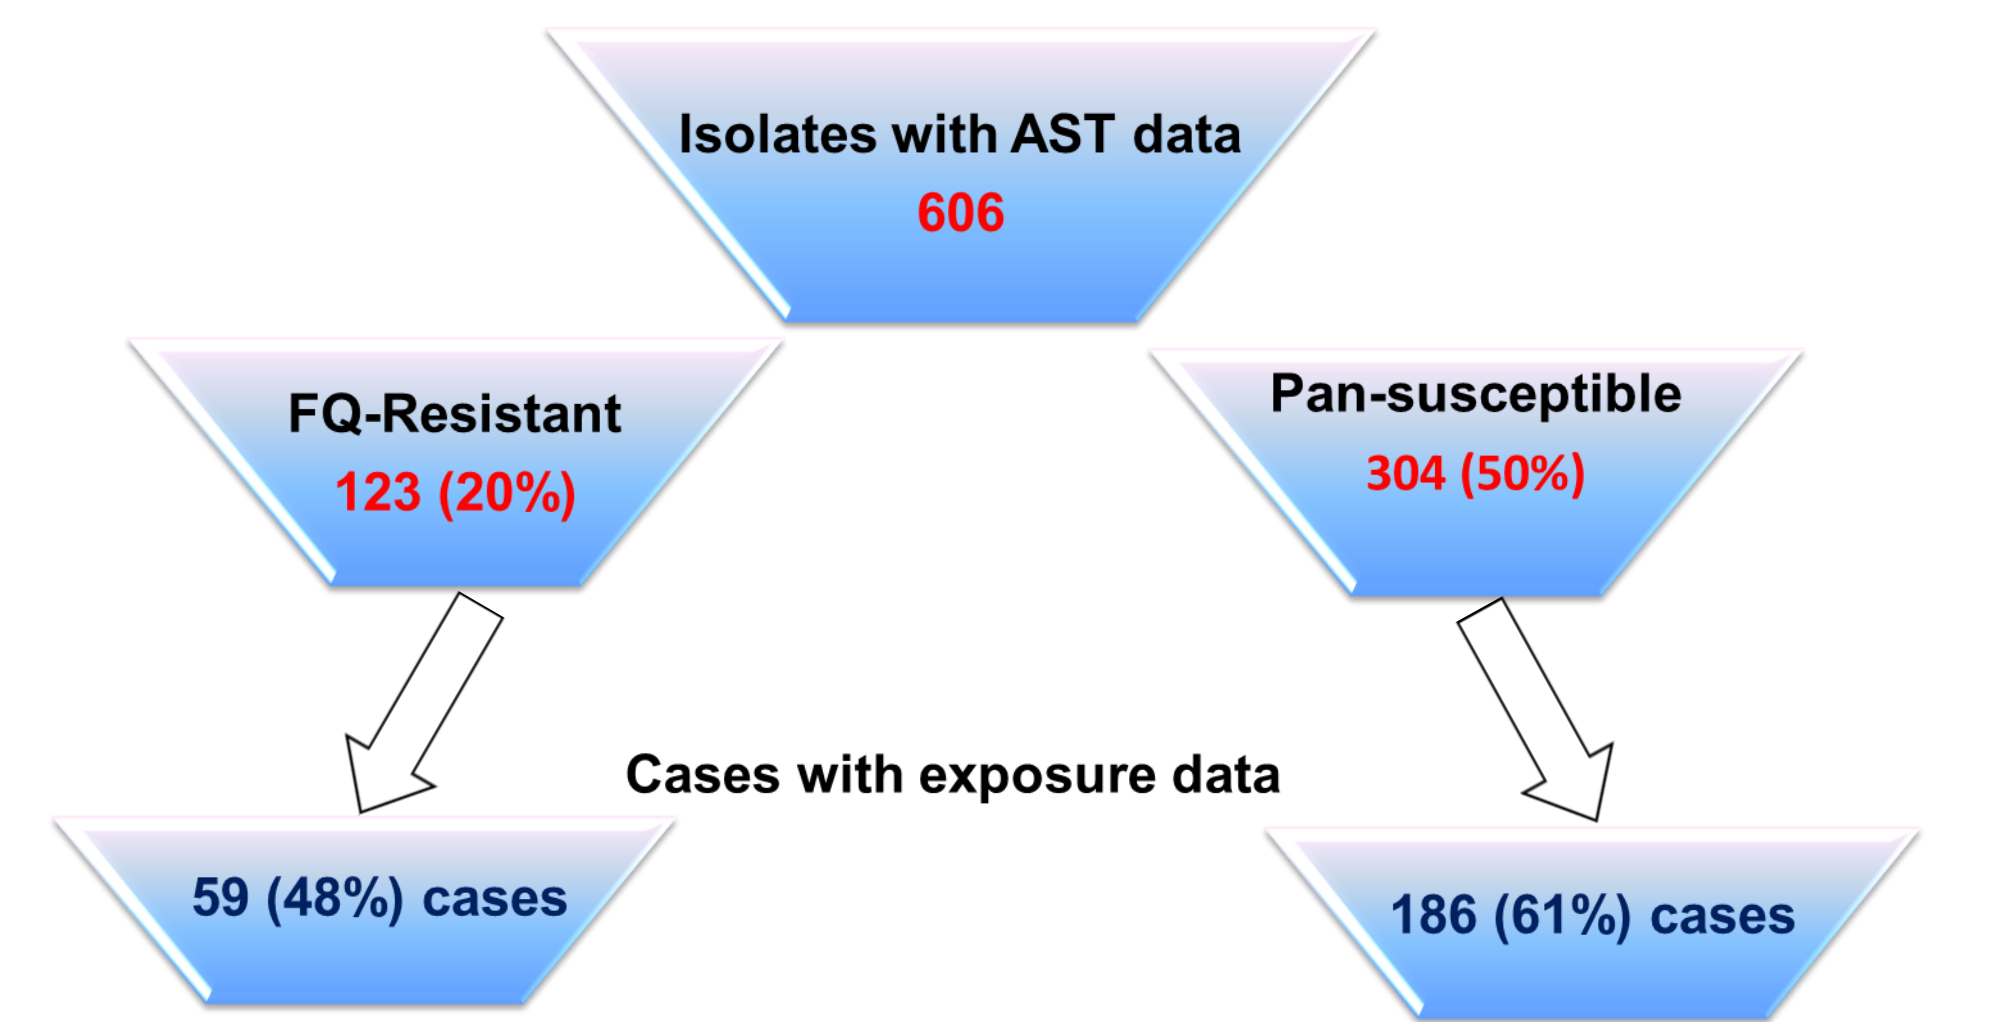 Isolates with AST data
606
FQ-Resistant
123 (20%)
Pan-susceptible
304 (50%)
Cases with exposure data
59 (48%) cases
186 (61%) cases